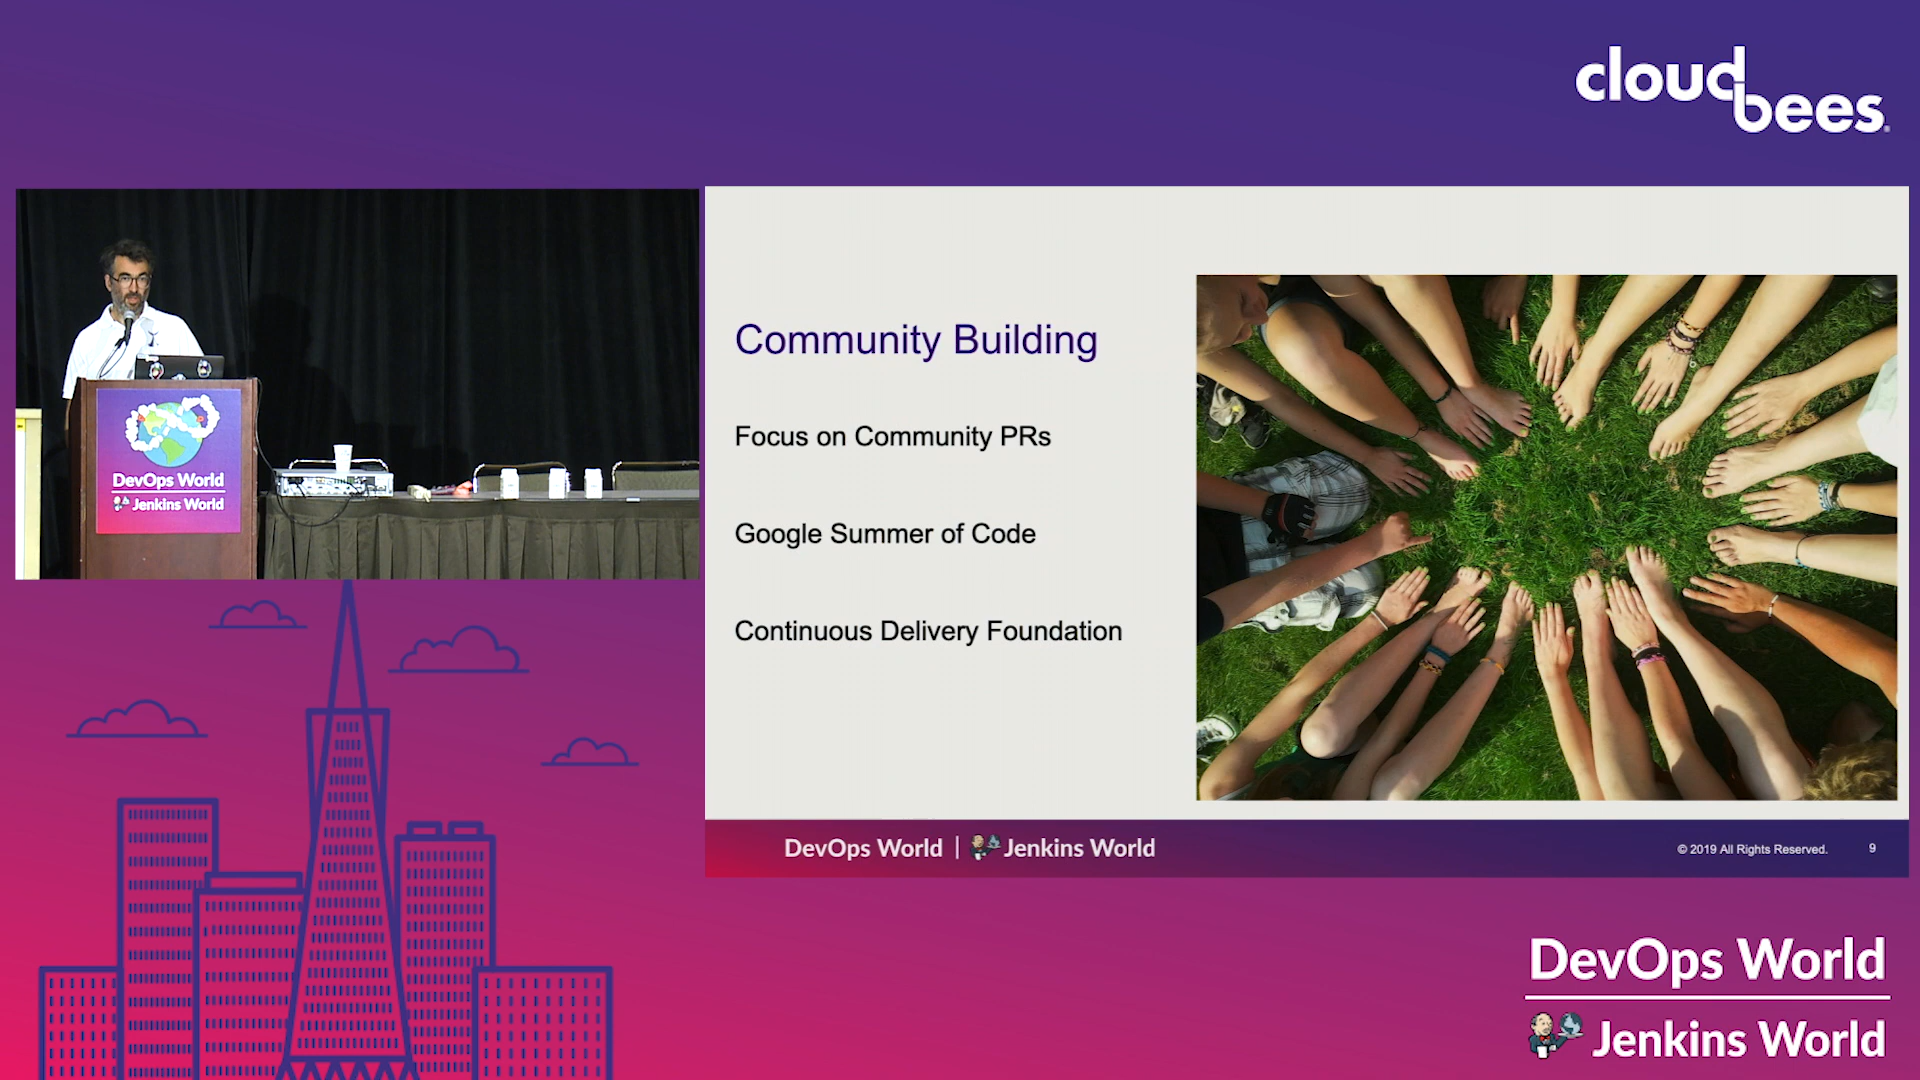 cloudbees
DevOps World
Jenkins World
Community Building
Focus on Community PRs
Google Summer of Code
Continuous Delivery Foundation
DevOps World | Jenkins World
© 2019 All Rights Reserved.
9
DevOps World
Jenkins World